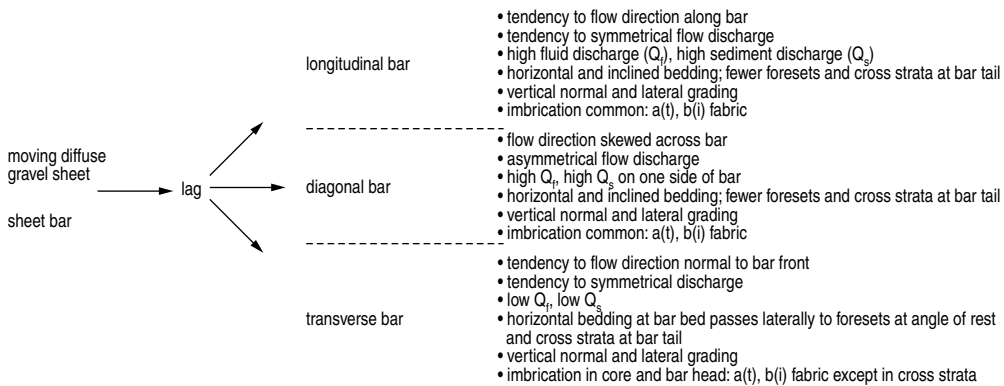 moving diffuse
gravel sheet
sheet bar
lag
longitudinal bar
• tendency to flow direction along bar
• tendency to symmetrical flow discharge
• high fluid discharge (Qf), high sediment discharge (Qs)
• horizontal and inclined bedding; fewer foresets and cross strata at bar tail
• vertical normal and lateral grading
• imbrication common: a(t), b(i) fabric
diagonal bar
• flow direction skewed across bar
• asymmetrical flow discharge
• high Qf, high Qs on one side of bar
• horizontal and inclined bedding; fewer foresets and cross strata at bar tail
• vertical normal and lateral grading
• imbrication common: a(t), b(i) fabric
transverse bar
• tendency to flow direction normal to bar front
• tendency to symmetrical discharge
• low Qf, low Qs
• horizontal bedding at bar bed passes laterally to foresets at angle of rest
and cross strata at bar tail
• vertical normal and lateral grading
• imbrication in core and bar head: a(t), b(i) fabric except in cross strata